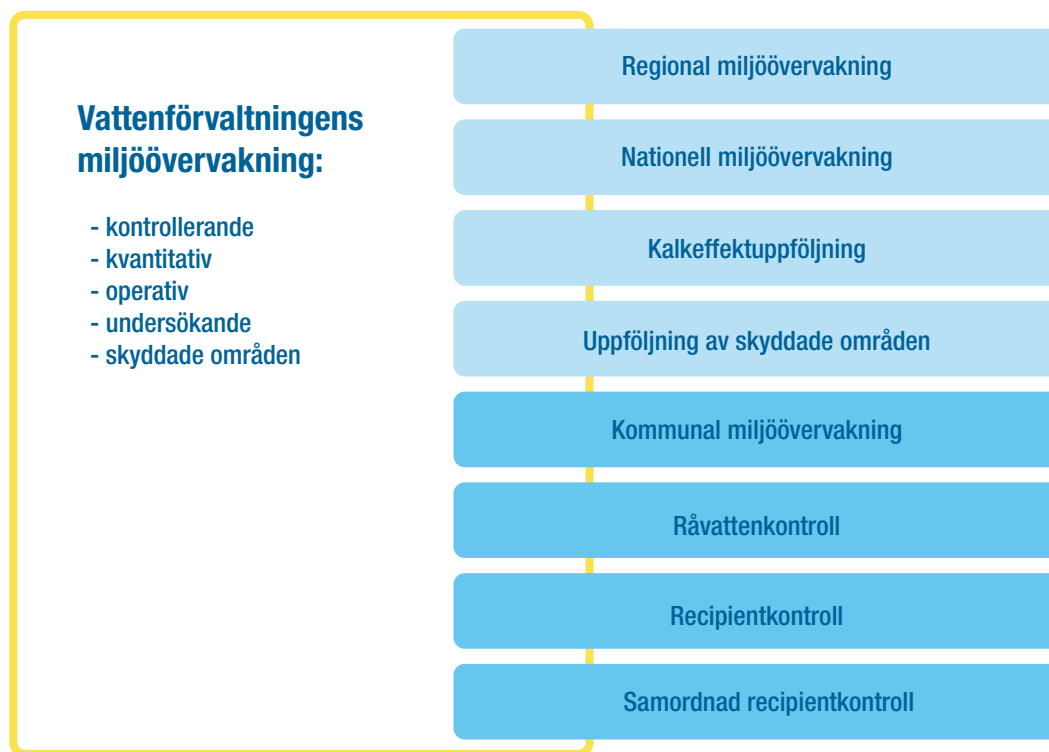 Vattenförvaltningens
miljöövervakning:
- kontrollerande
- kvantitativ
- operativ
- undersökande
- skyddade områden
Regional miljöövervakning
Nationell miljöövervakning
Kalkeffektuppföljning
Uppföljning av skyddade områden
Kommunal miljöövervakning
Råvattenkontroll
Recipientkontroll
Samordnad recipientkontroll